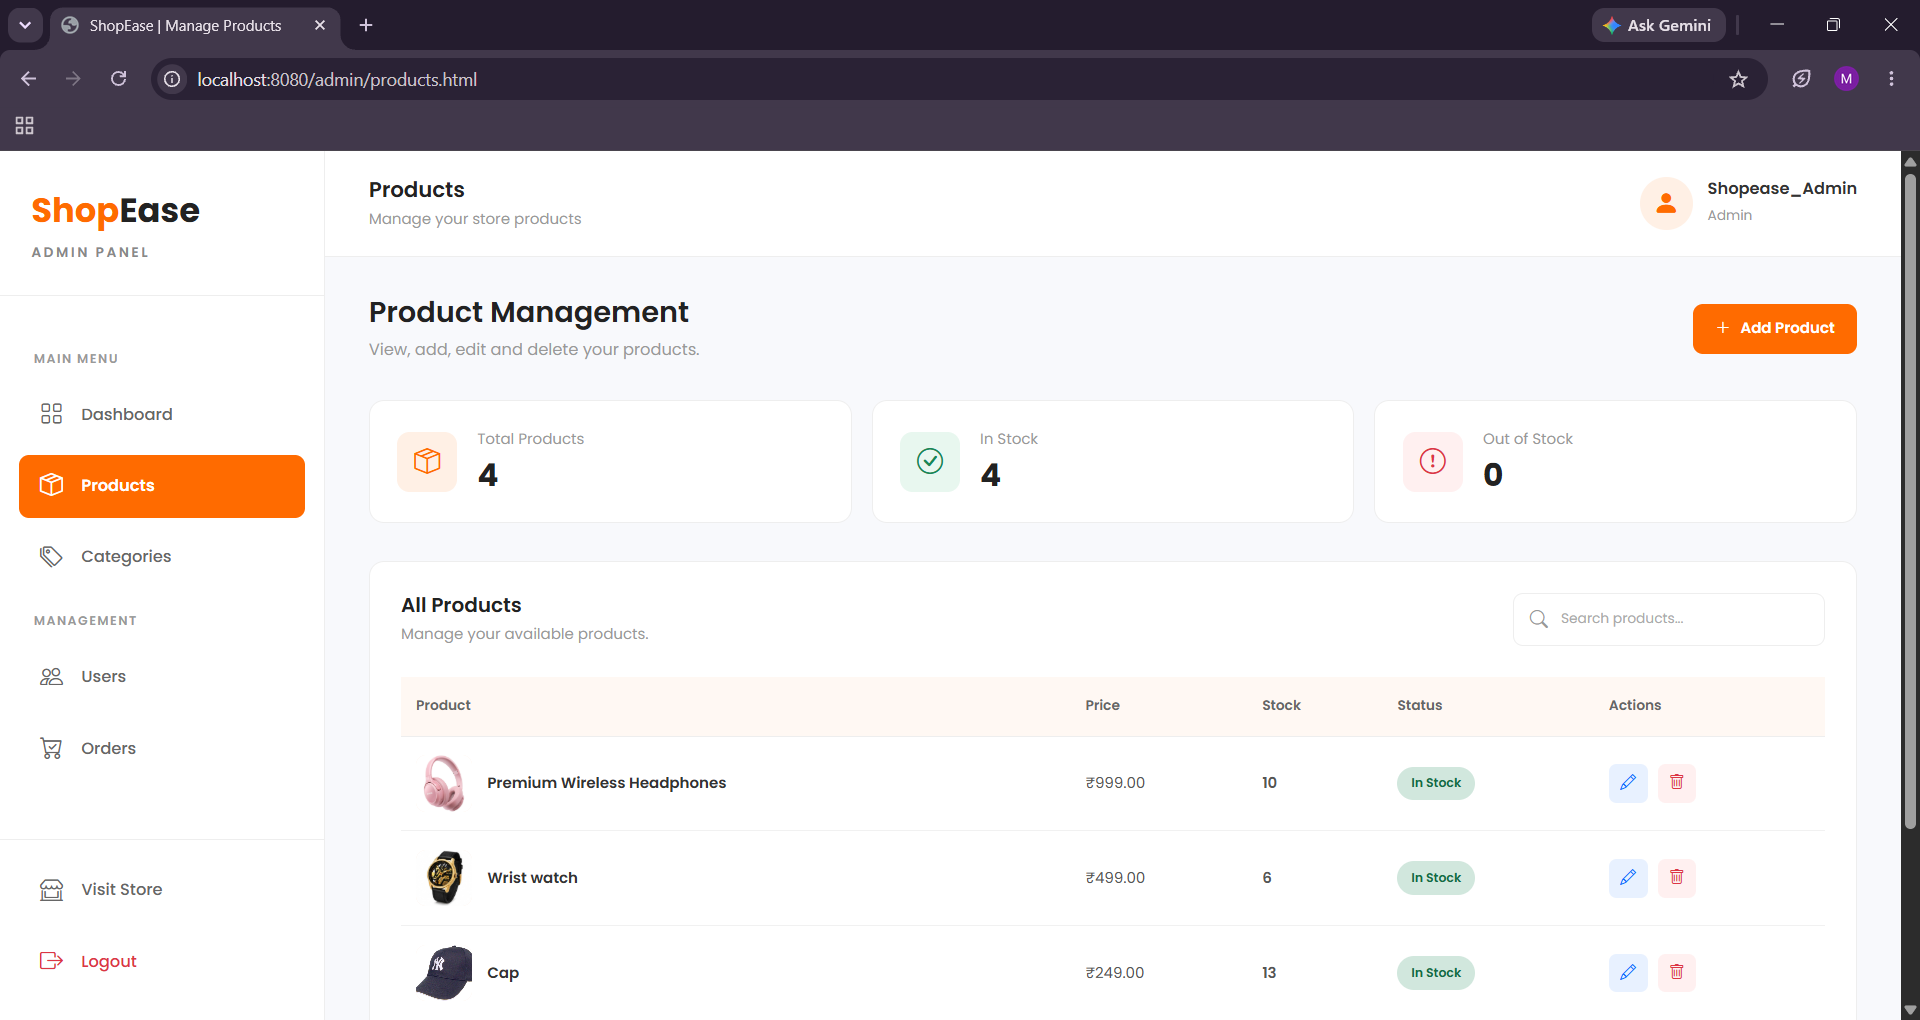 ShopEase | Manage Products
Ask Gemini
localhost:8080/admin/products.html
M
ShopEase
ADMIN PANEL
MAIN MENU
Dashboard
Products
Categories
MANAGEMENT
Users
Orders
Visit Store
Logout
Products
Manage your store products
Shopease_Admin
Admin
Product Management
View, add, edit and delete your products.
+ Add Product
Total Products
4
In Stock
4
Out of Stock
0
All Products
Manage your available products.
Search products...
Product Price Stock Status Actions
Premium Wireless Headphones ₹999.00 10 In Stock
Wrist watch ₹499.00 6 In Stock
Cap ₹249.00 13 In Stock